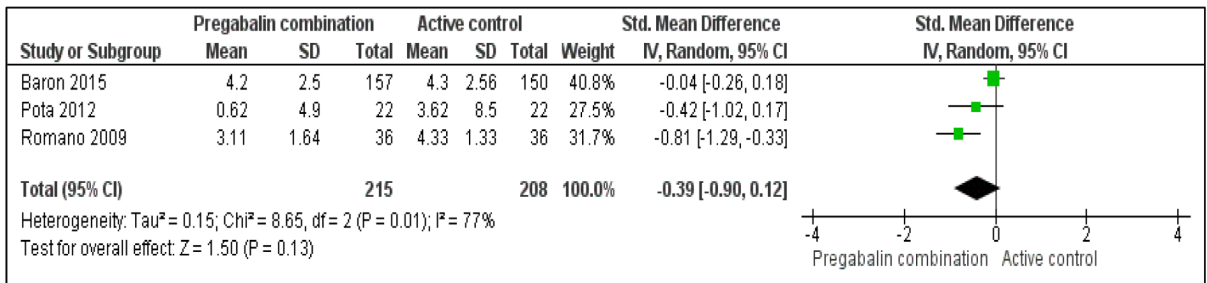 Pregabalin combination Active control Std. Mean Difference Std. Mean Difference
Study or Subgroup Mean SD Total Mean SD Total Weight IV, Random, 95% CI IV, Random, 95% CI
Baron 2015 4.2 2.5 157 4.3 2.56 150 40.8% -0.04 [-0.26, 0.18]
Pota 2012 0.62 4.9 22 3.62 8.5 22 27.5% -0.42 [-1.02, 0.17]
Romano 2009 3.11 1.64 36 4.33 1.33 36 31.7% -0.81 [-1.29, -0.33]
Total (95% CI) 215 208 100.0% -0.39 [-0.90, 0.12]
Heterogeneity: Tau² = 0.15; Chi² = 8.65, df = 2 (P = 0.01); I² = 77%
Test for overall effect: Z = 1.50 (P = 0.13)
-4 -2 0 2 4
Pregabalin combination Active control